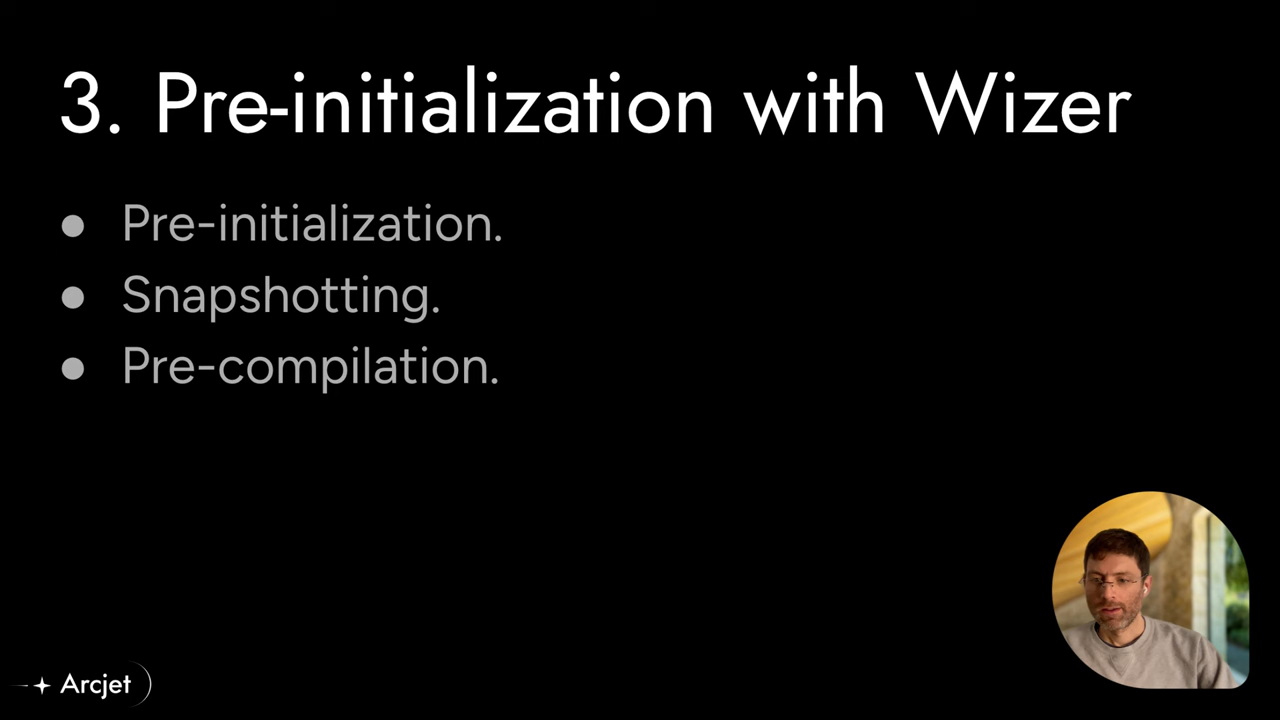 3. Pre-initialization with Wizer
● Pre-initialization.
● Snapshotting.
● Pre-compilation.
Arcjet